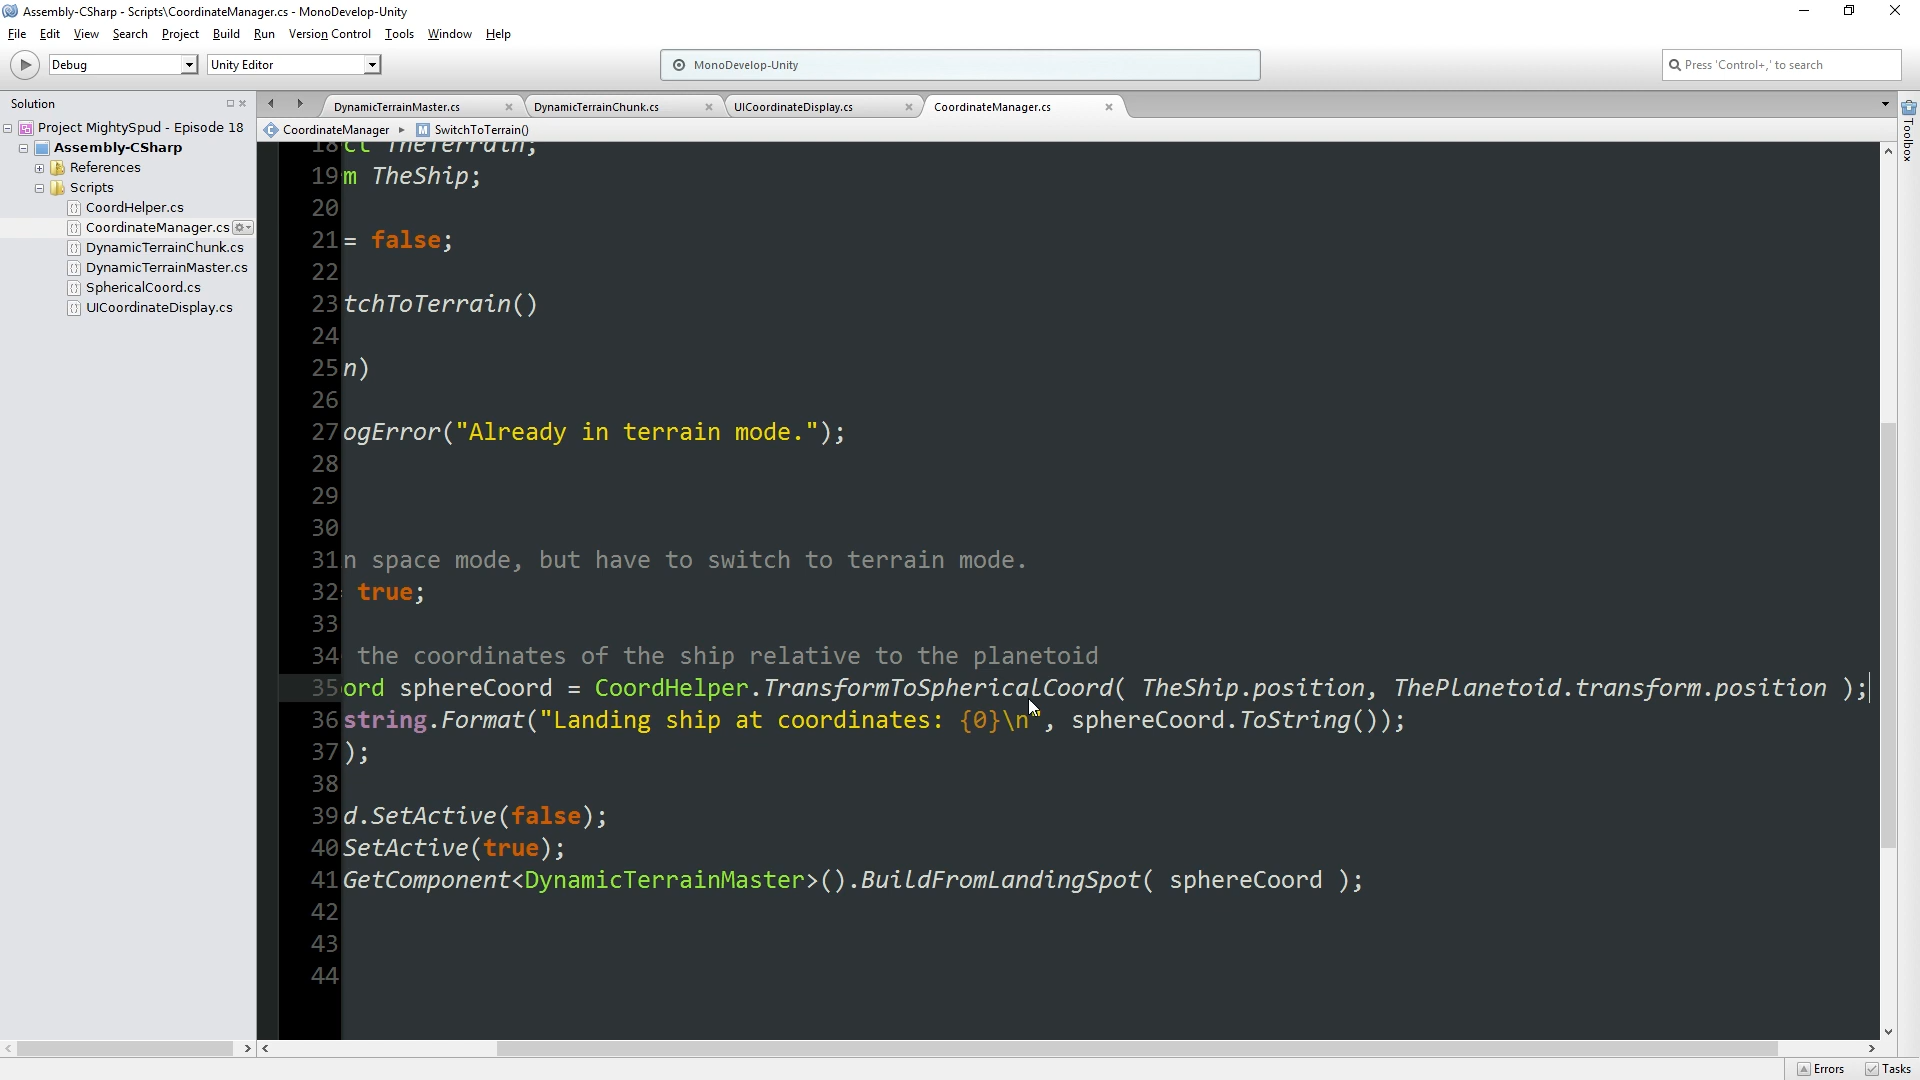 Assembly-CSharp - Scripts\CoordinateManager.cs - MonoDevelop-Unity
File Edit View Search Project Build Run Version Control Tools Window Help
Debug Unity Editor MonoDevelop-Unity Press 'Control+,' to search
Solution
DynamicTerrainMaster.cs DynamicTerrainChunk.cs UICoordinateDisplay.cs CoordinateManager.cs
CoordinateManager SwitchToTerrain()
Project MightySpud - Episode 18
Assembly-CSharp
References
Scripts
CoordHelper.cs
CoordinateManager.cs
DynamicTerrainChunk.cs
DynamicTerrainMaster.cs
SphericalCoord.cs
UICoordinateDisplay.cs
Toolbox
18 ct TheTerrain;
19 m TheShip;
20
21 = false;
22
23 tchToTerrain()
24
25 n)
26
27 ogError("Already in terrain mode.");
28
29
30
31 n space mode, but have to switch to terrain mode.
32 = true;
33
34 the coordinates of the ship relative to the planetoid
35 ord sphereCoord = CoordHelper.TransformToSphericalCoord( TheShip.position, ThePlanetoid.transform.position );
36 string.Format("Landing ship at coordinates: {0}\n", sphereCoord.ToString());
37 );
38
39 d.SetActive(false);
40 SetActive(true);
41 GetComponent<DynamicTerrainMaster>().BuildFromLandingSpot( sphereCoord );
42
43
44
Errors Tasks